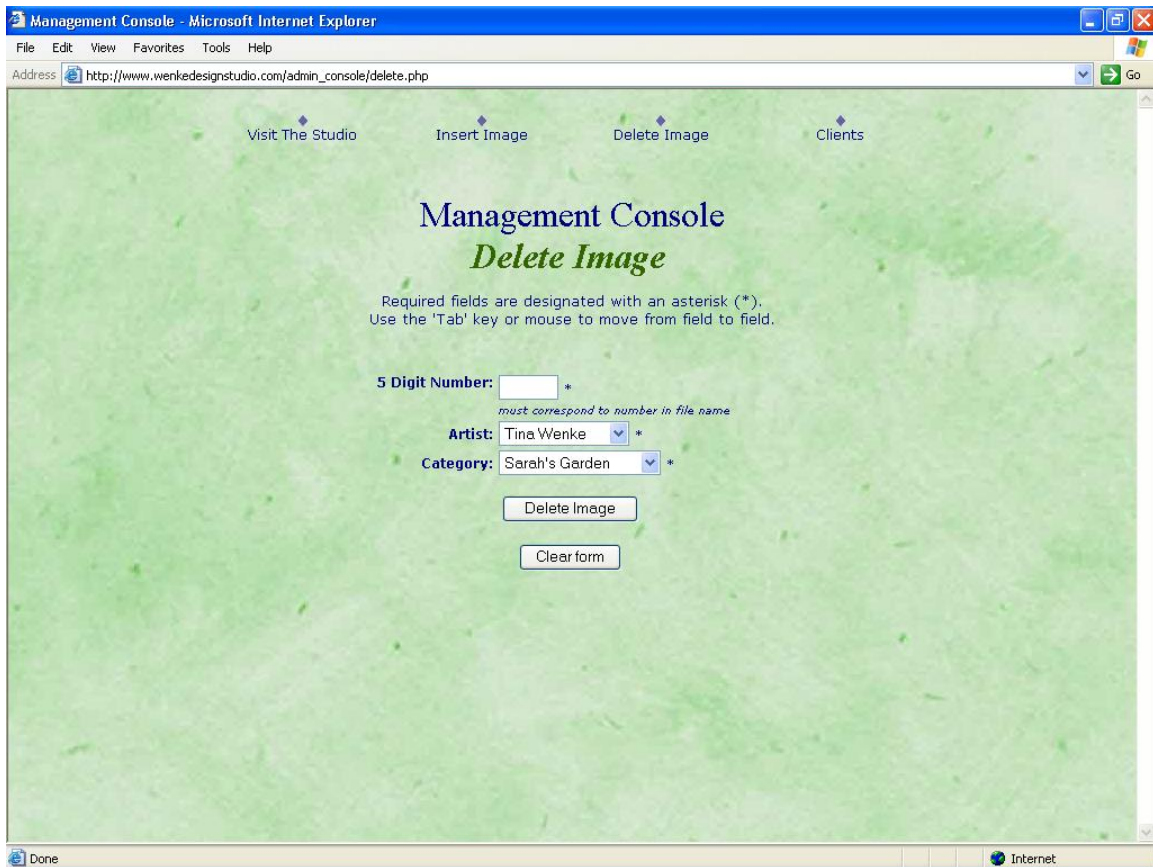 Management Console - Microsoft Internet Explorer
File Edit View Favorites Tools Help
Address http://www.wenkedesignstudio.com/admin_console/delete.php Go
Visit The Studio Insert Image Delete Image Clients
Management Console
Delete Image
Required fields are designated with an asterisk (*).
Use the 'Tab' key or mouse to move from field to field.
5 Digit Number: *
must correspond to number in file name
Artist: Tina Wenke *
Category: Sarah's Garden *
Delete Image
Clear form
Done Internet